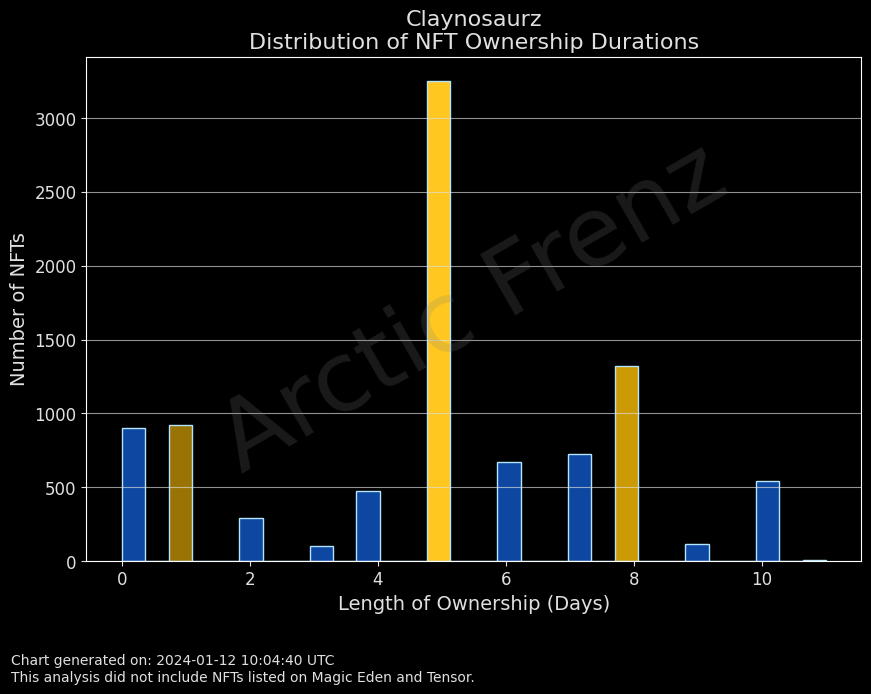 Claynosaurz
Distribution of NFT Ownership Durations
Number of NFTs
3000
2500
2000
1500
1000
500
0
Arctic Frenz
0 2 4 6 8 10
Length of Ownership (Days)
Chart generated on: 2024-01-12 10:04:40 UTC
This analysis did not include NFTs listed on Magic Eden and Tensor.